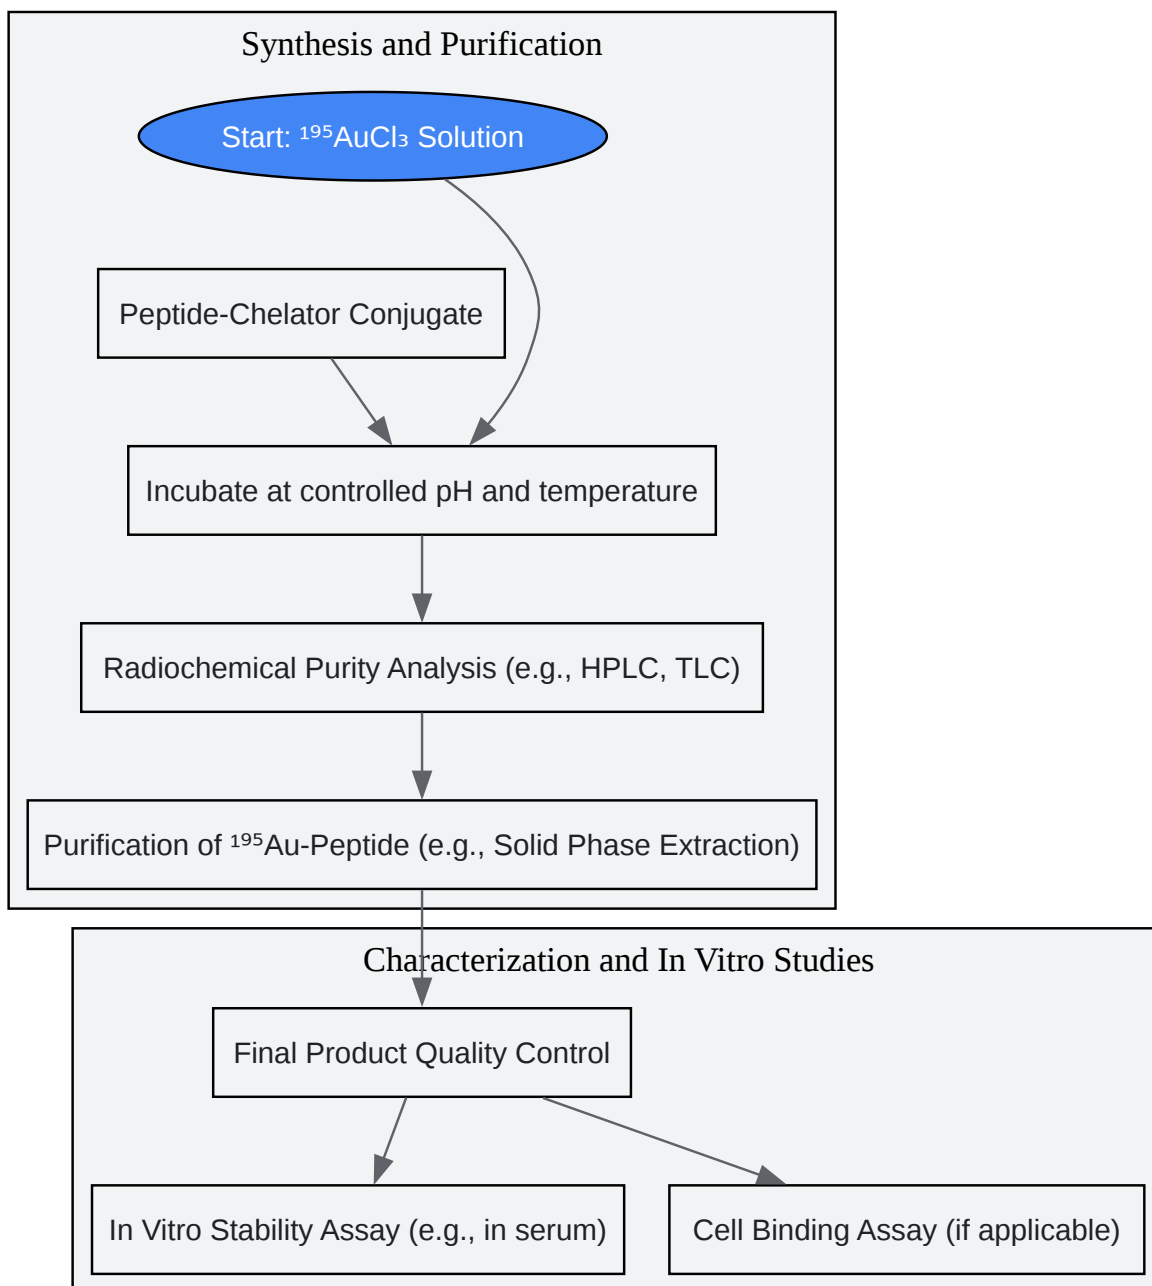 Synthesis and Purification
Start: ¹⁹⁵AuCl₃ Solution
Peptide-Chelator Conjugate
Incubate at controlled pH and temperature
Radiochemical Purity Analysis (e.g., HPLC, TLC)
Purification of ¹⁹⁵Au-Peptide (e.g., Solid Phase Extraction)
Characterization and In Vitro Studies
Final Product Quality Control
In Vitro Stability Assay (e.g., in serum)
Cell Binding Assay (if applicable)